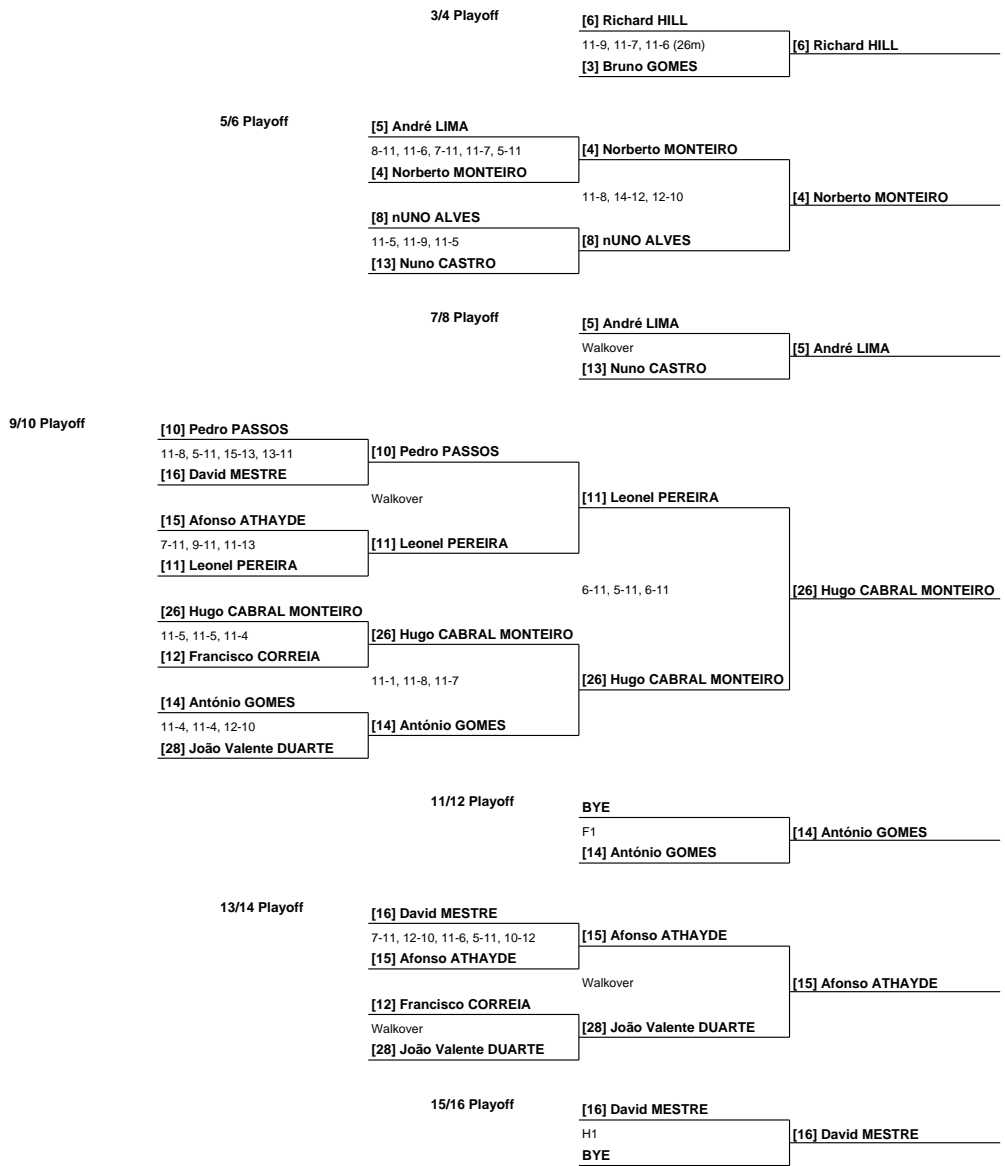 3/4 Playoff
[6] Richard HILL
11-9, 11-7, 11-6 (26m)
[6] Richard HILL
[3] Bruno GOMES
5/6 Playoff
[5] André LIMA
8-11, 11-6, 7-11, 11-7, 5-11
[4] Norberto MONTEIRO
[4] Norberto MONTEIRO
11-8, 14-12, 12-10
[4] Norberto MONTEIRO
[8] nUNO ALVES
11-5, 11-9, 11-5
[8] nUNO ALVES
[13] Nuno CASTRO
7/8 Playoff
[5] André LIMA
Walkover
[5] André LIMA
[13] Nuno CASTRO
9/10 Playoff
[10] Pedro PASSOS
11-8, 5-11, 15-13, 13-11
[10] Pedro PASSOS
[16] David MESTRE
Walkover
[11] Leonel PEREIRA
[15] Afonso ATHAYDE
7-11, 9-11, 11-13
[11] Leonel PEREIRA
[11] Leonel PEREIRA
6-11, 5-11, 6-11
[26] Hugo CABRAL MONTEIRO
[26] Hugo CABRAL MONTEIRO
11-5, 11-5, 11-4
[26] Hugo CABRAL MONTEIRO
[12] Francisco CORREIA
11-1, 11-8, 11-7
[26] Hugo CABRAL MONTEIRO
[14] António GOMES
11-4, 11-4, 12-10
[14] António GOMES
[28] João Valente DUARTE
11/12 Playoff
BYE
F1
[14] António GOMES
[14] António GOMES
13/14 Playoff
[16] David MESTRE
7-11, 12-10, 11-6, 5-11, 10-12
[15] Afonso ATHAYDE
[15] Afonso ATHAYDE
Walkover
[15] Afonso ATHAYDE
[12] Francisco CORREIA
Walkover
[28] João Valente DUARTE
[28] João Valente DUARTE
15/16 Playoff
[16] David MESTRE
H1
[16] David MESTRE
BYE